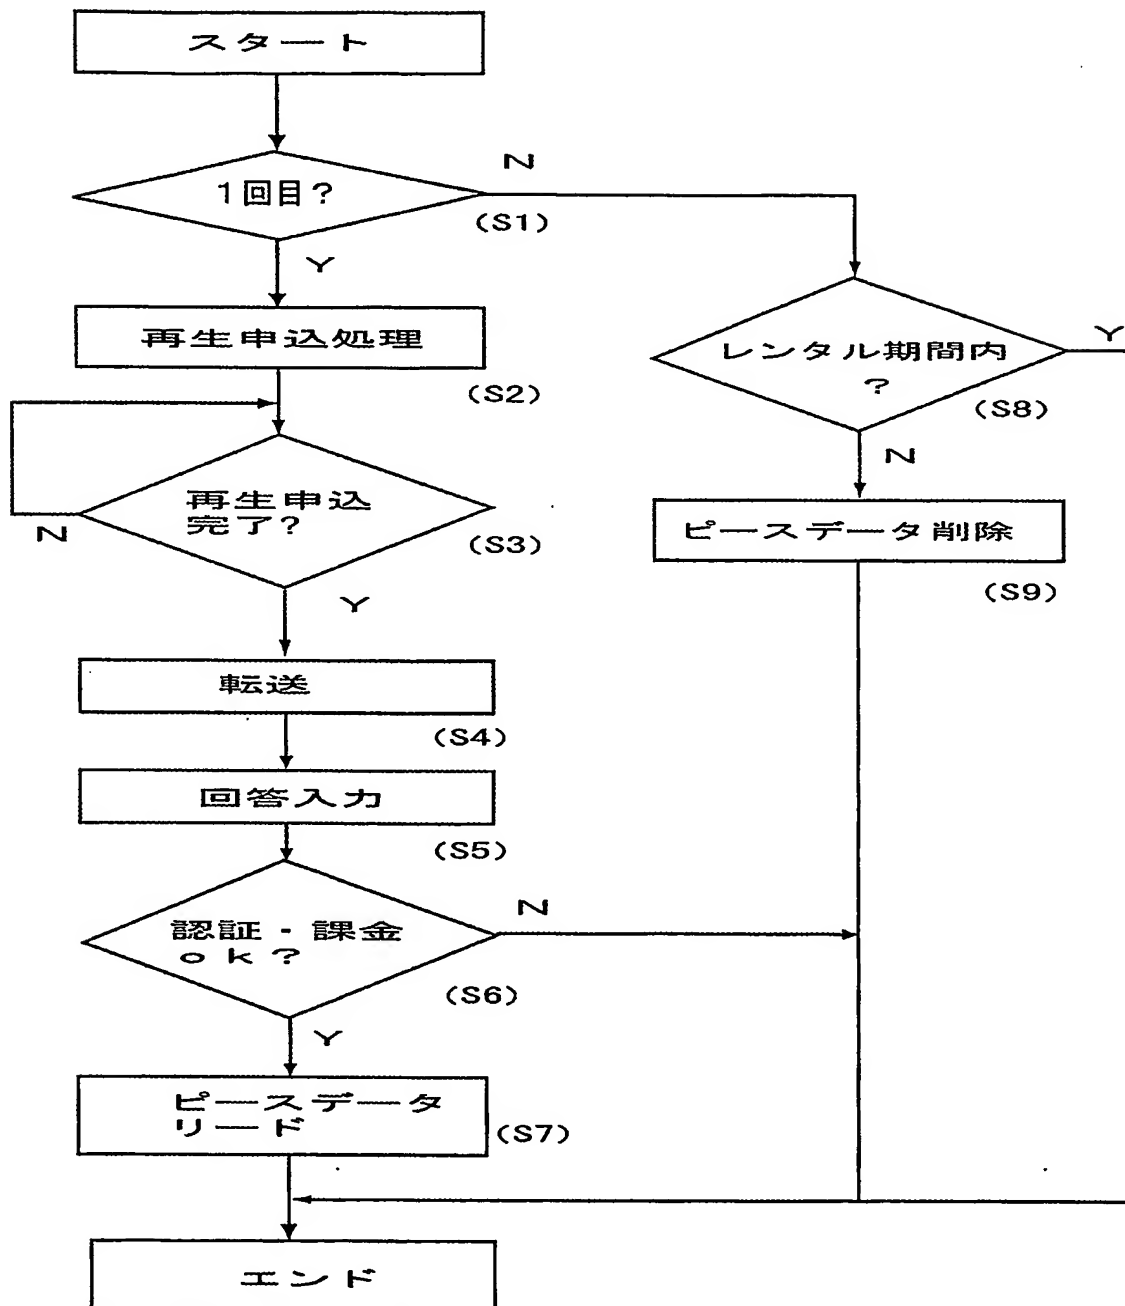 スタート
1回目?
N
(S1)
Y
再生申込処理
(S2)
再生申込
完了?
N
(S3)
Y
転送
(S4)
回答入力
(S5)
認証・課金
ok?
N
(S6)
Y
ピースデータ
リード
(S7)
エンド
レンタル期間内
?
Y
(S8)
N
ピースデータ削除
(S9)